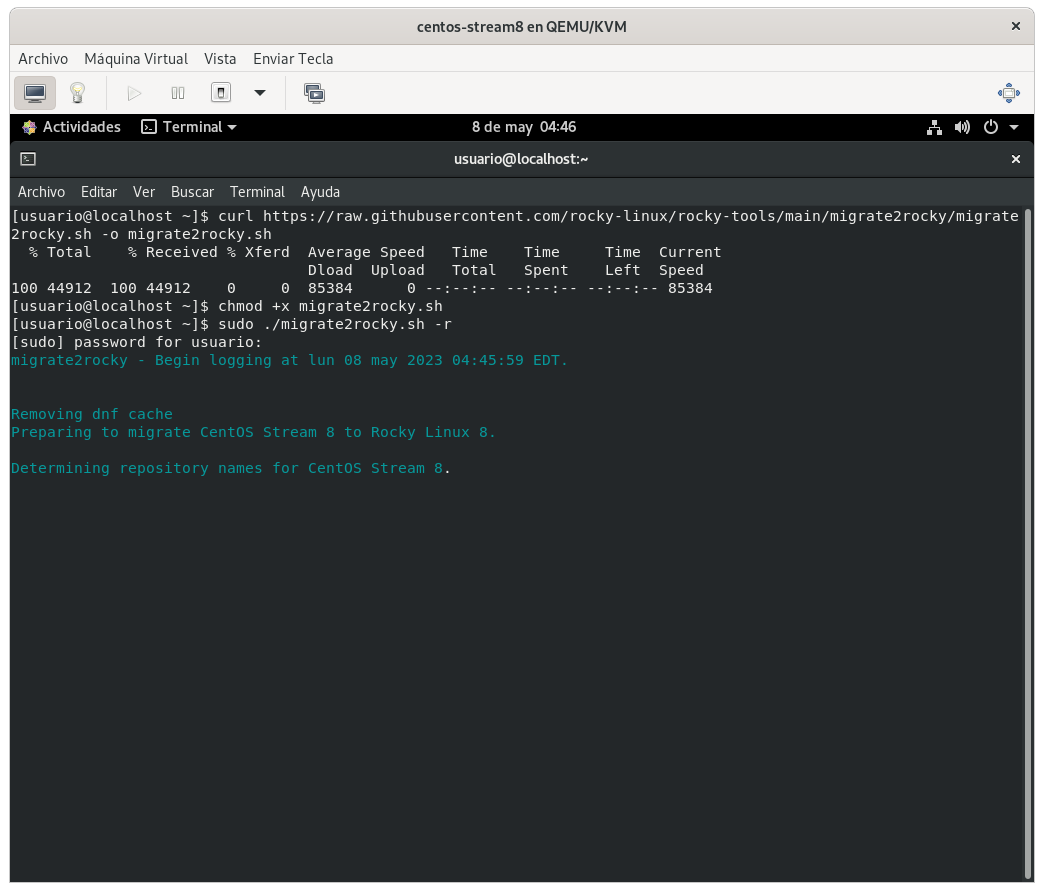 centos-stream8 en QEMU/KVM
Archivo Máquina Virtual Vista Enviar Tecla
Actividades Terminal 8 de may 04:46
usuario@localhost:~
Archivo Editar Ver Buscar Terminal Ayuda
[usuario@localhost ~]$ curl https://raw.githubusercontent.com/rocky-linux/rocky-tools/main/migrate2rocky/migrate
2rocky.sh -o migrate2rocky.sh
  % Total    % Received % Xferd  Average Speed   Time    Time     Time  Current
                                 Dload  Upload   Total   Spent    Left  Speed
100 44912  100 44912    0     0  85384      0 --:--:-- --:--:-- --:--:-- 85384
[usuario@localhost ~]$ chmod +x migrate2rocky.sh
[usuario@localhost ~]$ sudo ./migrate2rocky.sh -r
[sudo] password for usuario:
migrate2rocky - Begin logging at lun 08 may 2023 04:45:59 EDT.
Removing dnf cache
Preparing to migrate CentOS Stream 8 to Rocky Linux 8.
Determining repository names for CentOS Stream 8.